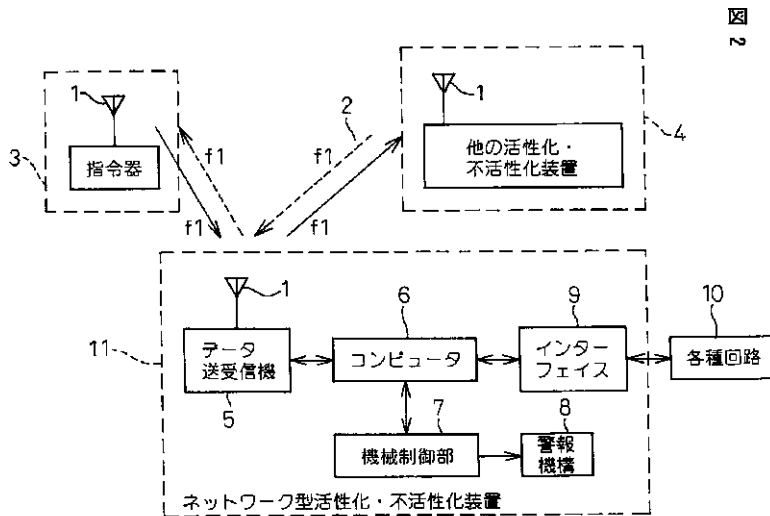 図2
1
指令器
3
f1
f1
2
f1
f1
1
他の活性化・
不活性化装置
4
11
1
データ
送受信機
5
6
コンピュータ
9
インター
フェイス
10
各種回路
7
機械制御部
8
警報
機構
ネットワーク型活性化・不活性化装置